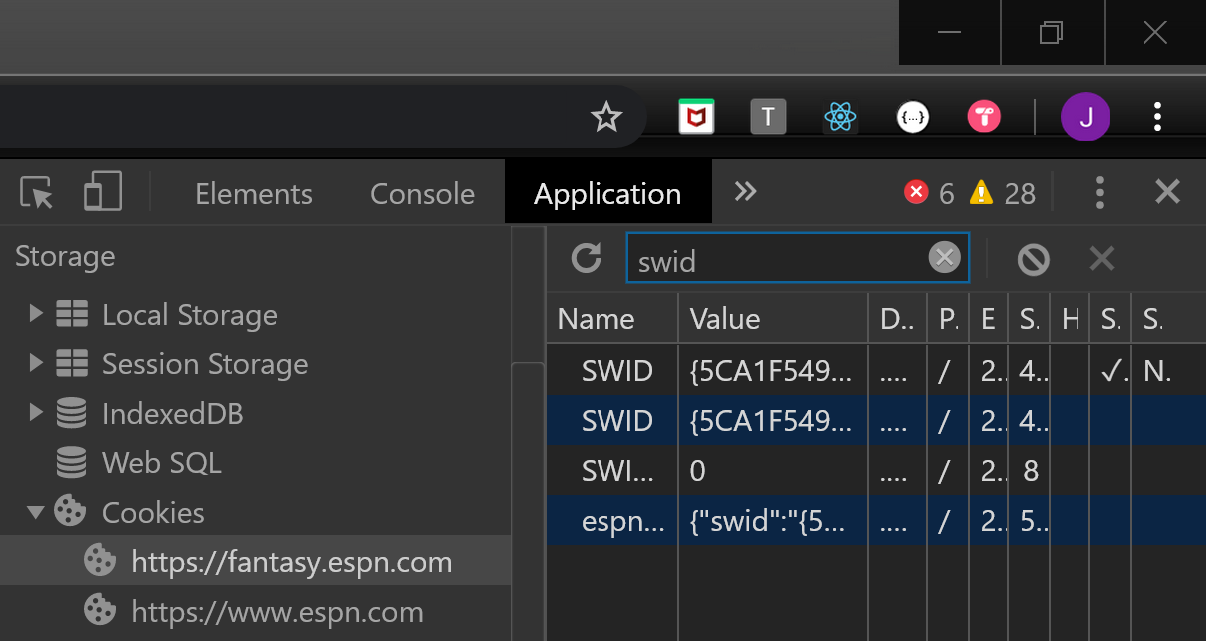 T {...} J
Elements Console Application » 6 28
Storage
swid
Name Value D.. P. E S. H S. S.
Local Storage
SWID {5CA1F549... .... / 2.. 4.. ✓. N.
Session Storage
SWID {5CA1F549... .... / 2.. 4..
IndexedDB
SWI... 0 .... / 2.. 8
Web SQL
espn... {"swid":"{5... .... / 2.. 5..
Cookies
https://fantasy.espn.com
https://www.espn.com